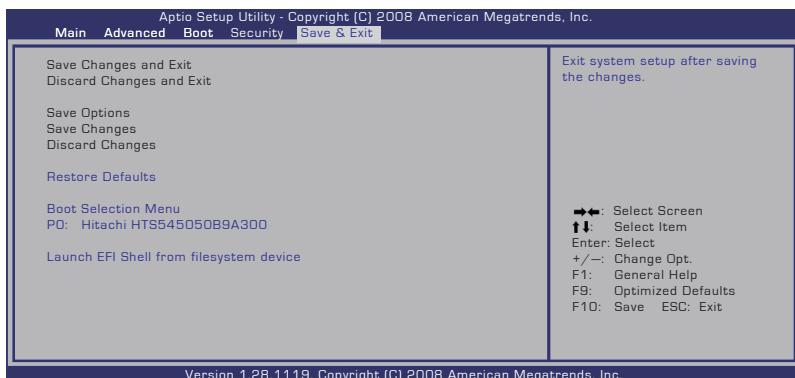 Aptio Setup Utility - Copyright (C) 2008 American Megatrends, Inc.
Main Advanced Boot Security Save & Exit
Save Changes and Exit
Discard Changes and Exit
Save Options
Save Changes
Discard Changes
Restore Defaults
Boot Selection Menu
P0: Hitachi HTS545050B9A300
Launch EFI Shell from filesystem device
Exit system setup after saving
the changes.
→←: Select Screen
↑↓: Select Item
Enter: Select
+/—: Change Opt.
F1: General Help
F9: Optimized Defaults
F10: Save ESC: Exit
Version 1.28.1119. Copyright (C) 2008 American Megatrends, Inc.